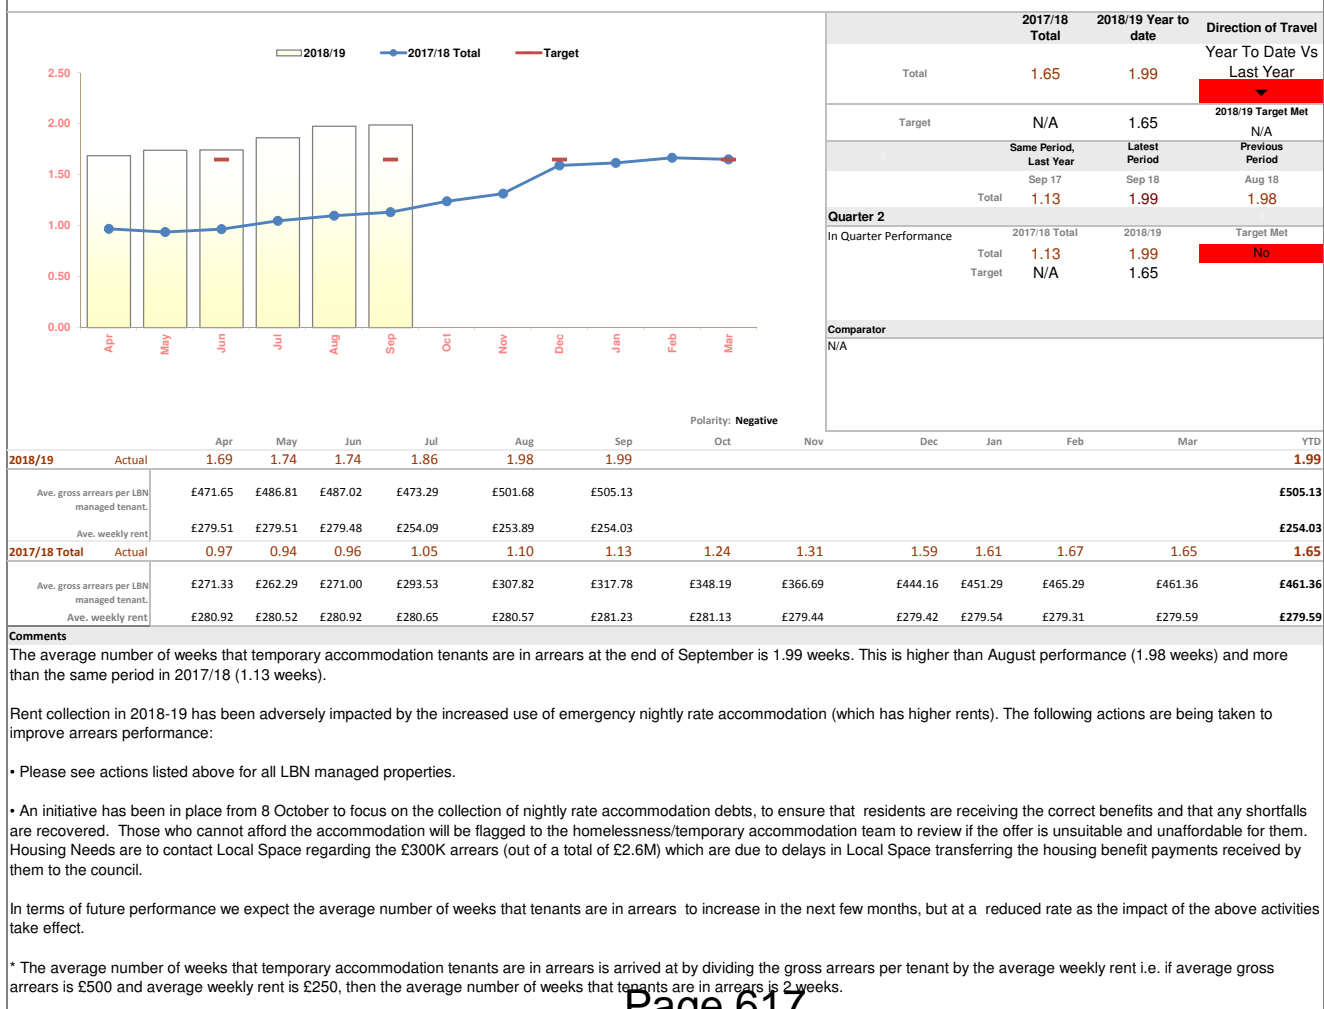 2018/19 2017/18 Total Target
2.50
2.00
1.50
1.00
0.50
0.00
Apr May Jun Jul Aug Sep Oct Nov Dec Jan Feb Mar
Polarity: Negative
2017/18 Total 2018/19 Year to date Direction of Travel
Year To Date Vs Last Year
Total 1.65 1.99
2018/19 Target Met
Target N/A 1.65 N/A
Same Period, Last Year Latest Period Previous Period
Sep 17 Sep 18 Aug 18
Total 1.13 1.99 1.98
Quarter 2
In Quarter Performance 2017/18 Total 2018/19 Target Met
Total 1.13 1.99 No
Target N/A 1.65
Comparator
N/A
Apr May Jun Jul Aug Sep Oct Nov Dec Jan Feb Mar YTD
2018/19 Actual 1.69 1.74 1.74 1.86 1.98 1.99 1.99
Ave. gross arrears per LBN managed tenant. £471.65 £486.81 £487.02 £473.29 £501.68 £505.13 £505.13
Ave. weekly rent £279.51 £279.51 £279.48 £254.09 £253.89 £254.03 £254.03
2017/18 Total Actual 0.97 0.94 0.96 1.05 1.10 1.13 1.24 1.31 1.59 1.61 1.67 1.65 1.65
Ave. gross arrears per LBN managed tenant. £271.33 £262.29 £271.00 £293.53 £307.82 £317.78 £348.19 £366.69 £444.16 £451.29 £465.29 £461.36 £461.36
Ave. weekly rent £280.92 £280.52 £280.92 £280.65 £280.57 £281.23 £281.13 £279.44 £279.42 £279.54 £279.31 £279.59 £279.59
Comments
The average number of weeks that temporary accommodation tenants are in arrears at the end of September is 1.99 weeks. This is higher than August performance (1.98 weeks) and more
than the same period in 2017/18 (1.13 weeks).
Rent collection in 2018-19 has been adversely impacted by the increased use of emergency nightly rate accommodation (which has higher rents). The following actions are being taken to
improve arrears performance:
• Please see actions listed above for all LBN managed properties.
• An initiative has been in place from 8 October to focus on the collection of nightly rate accommodation debts, to ensure that residents are receiving the correct benefits and that any shortfalls
are recovered. Those who cannot afford the accommodation will be flagged to the homelessness/temporary accommodation team to review if the offer is unsuitable and unaffordable for them.
Housing Needs are to contact Local Space regarding the £300K arrears (out of a total of £2.6M) which are due to delays in Local Space transferring the housing benefit payments received by
them to the council.
In terms of future performance we expect the average number of weeks that tenants are in arrears to increase in the next few months, but at a reduced rate as the impact of the above activities
take effect.
* The average number of weeks that temporary accommodation tenants are in arrears is arrived at by dividing the gross arrears per tenant by the average weekly rent i.e. if average gross
arrears is £500 and average weekly rent is £250, then the average number of weeks that tenants are in arrears is 2 weeks.
Page 617